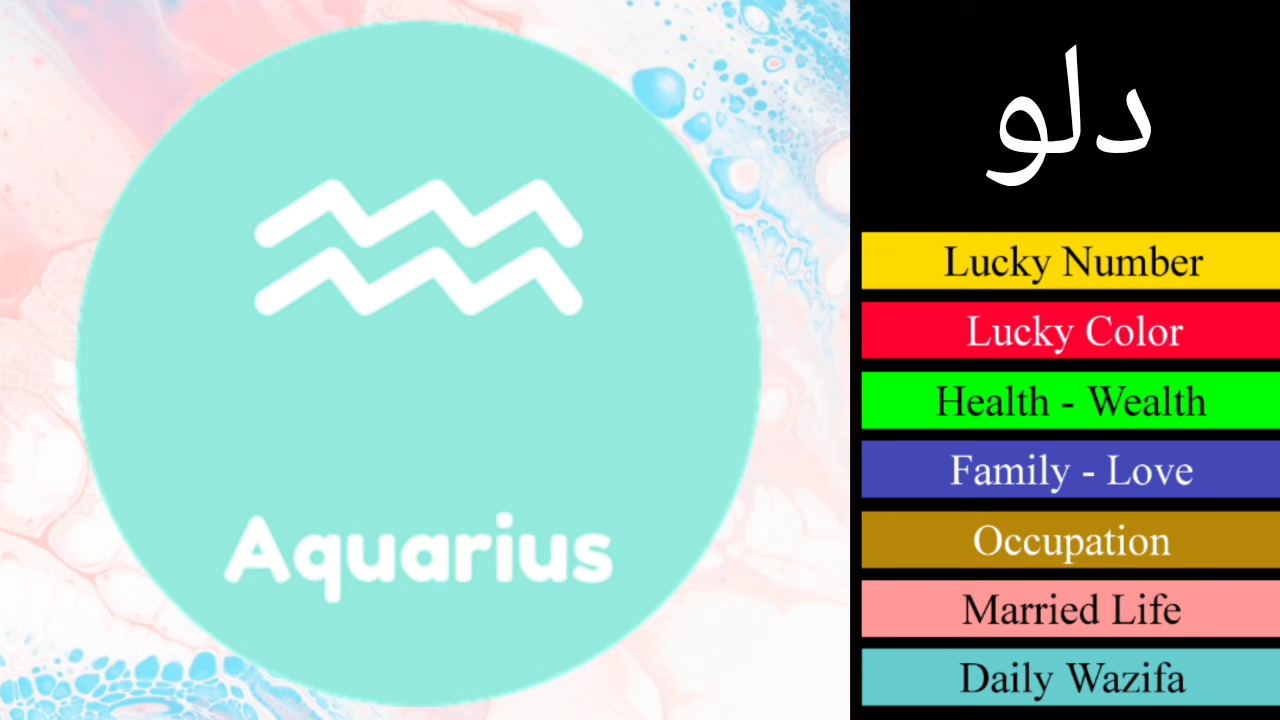 Aquarius
دلو
Lucky Number
Lucky Color
Health - Wealth
Family - Love
Occupation
Married Life
Daily Wazifa